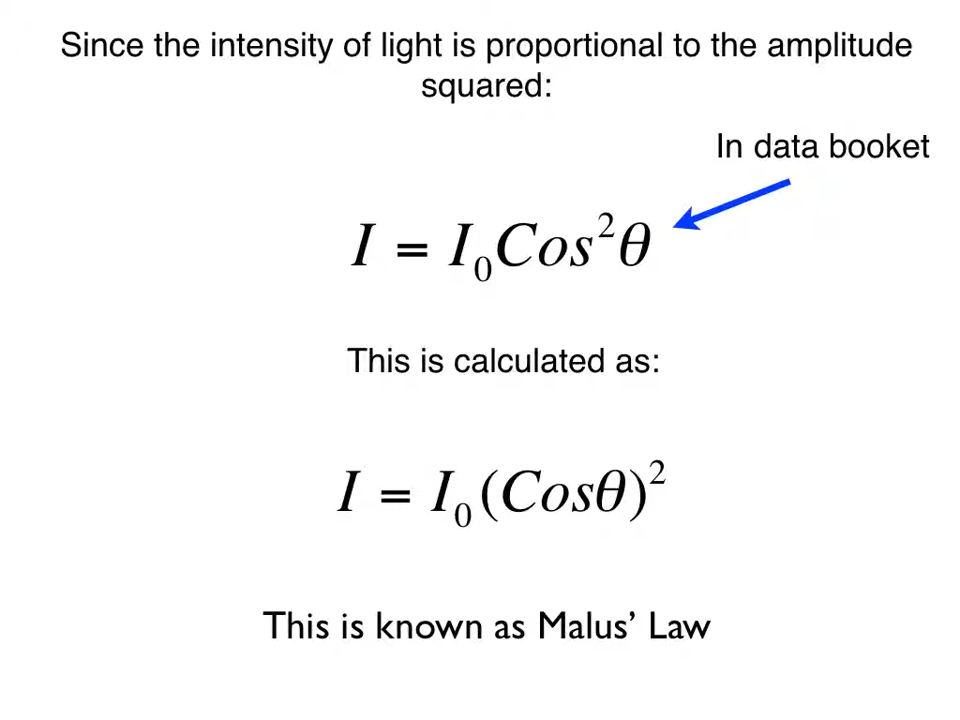 Since the intensity of light is proportional to the amplitude
squared:
In data booket
I = I₀Cos²θ
This is calculated as:
I = I₀(Cosθ)²
This is known as Malus’ Law